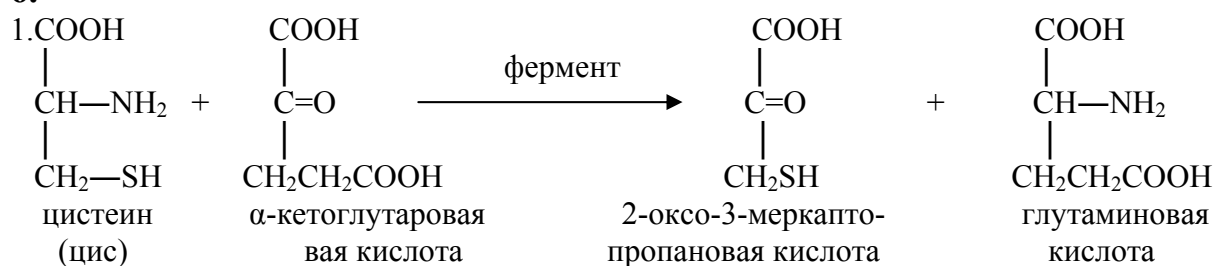 1.COOH COOH COOH COOH
фермент
CH—NH₂ + C=O C=O + CH—NH₂
CH₂—SH CH₂CH₂COOH CH₂SH CH₂CH₂COOH
цистеин α-кетоглутаровая 2-оксо-3-меркапто- глутаминовая
(цис) вая кислота пропановая кислота кислота